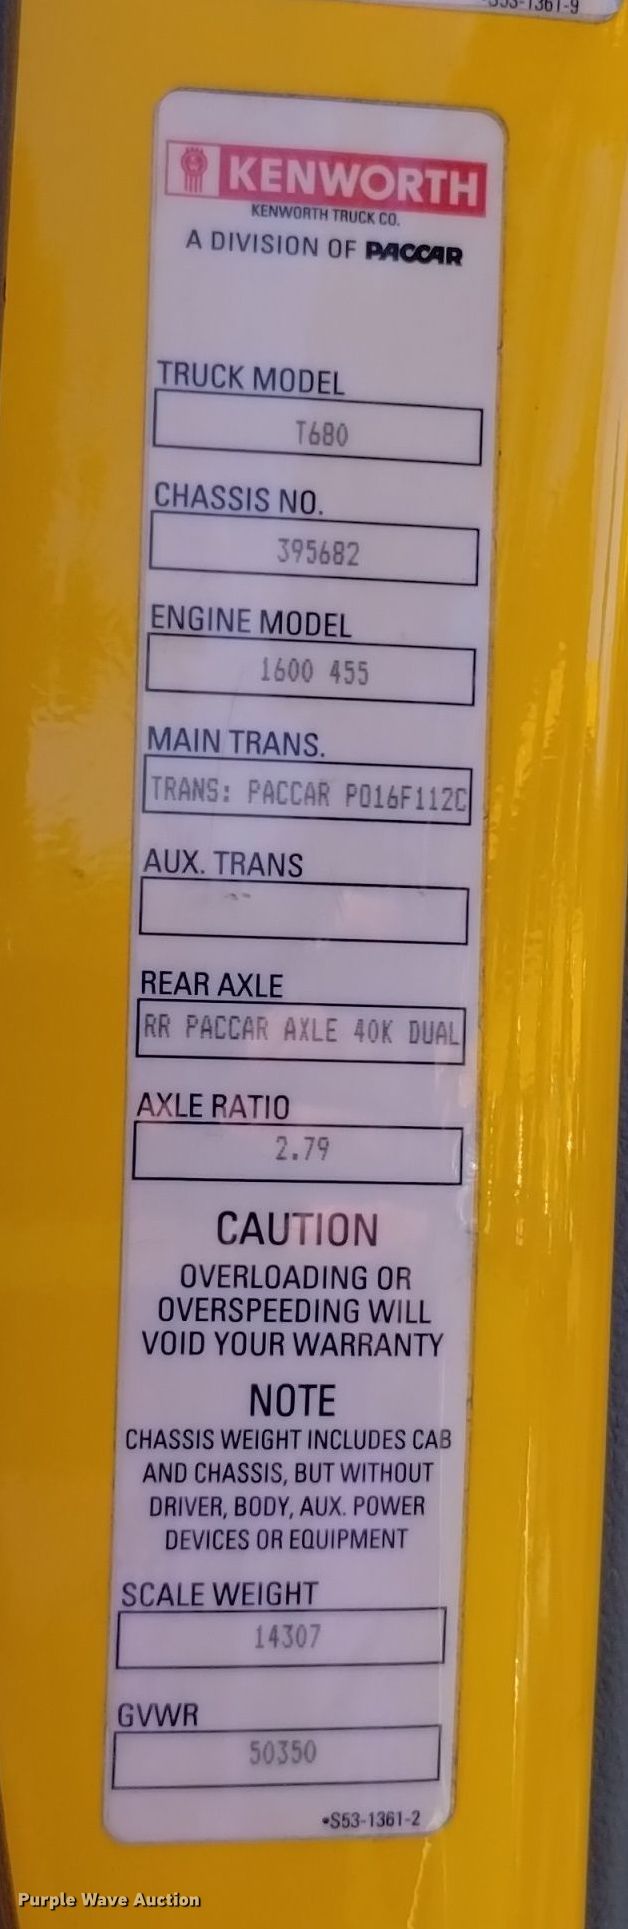 S53-1361-9
KENWORTH
KENWORTH TRUCK CO.
A DIVISION OF PACCAR
TRUCK MODEL
T680
CHASSIS NO.
395682
ENGINE MODEL
1600 455
MAIN TRANS.
TRANS: PACCAR PO16F112C
AUX. TRANS
REAR AXLE
RR PACCAR AXLE 40K DUAL
AXLE RATIO
2.79
CAUTION
OVERLOADING OR
OVERSPEEDING WILL
VOID YOUR WARRANTY
NOTE
CHASSIS WEIGHT INCLUDES CAB
AND CHASSIS, BUT WITHOUT
DRIVER, BODY, AUX. POWER
DEVICES OR EQUIPMENT
SCALE WEIGHT
14307
GVWR
50350
•S53-1361-2
Purple Wave Auction